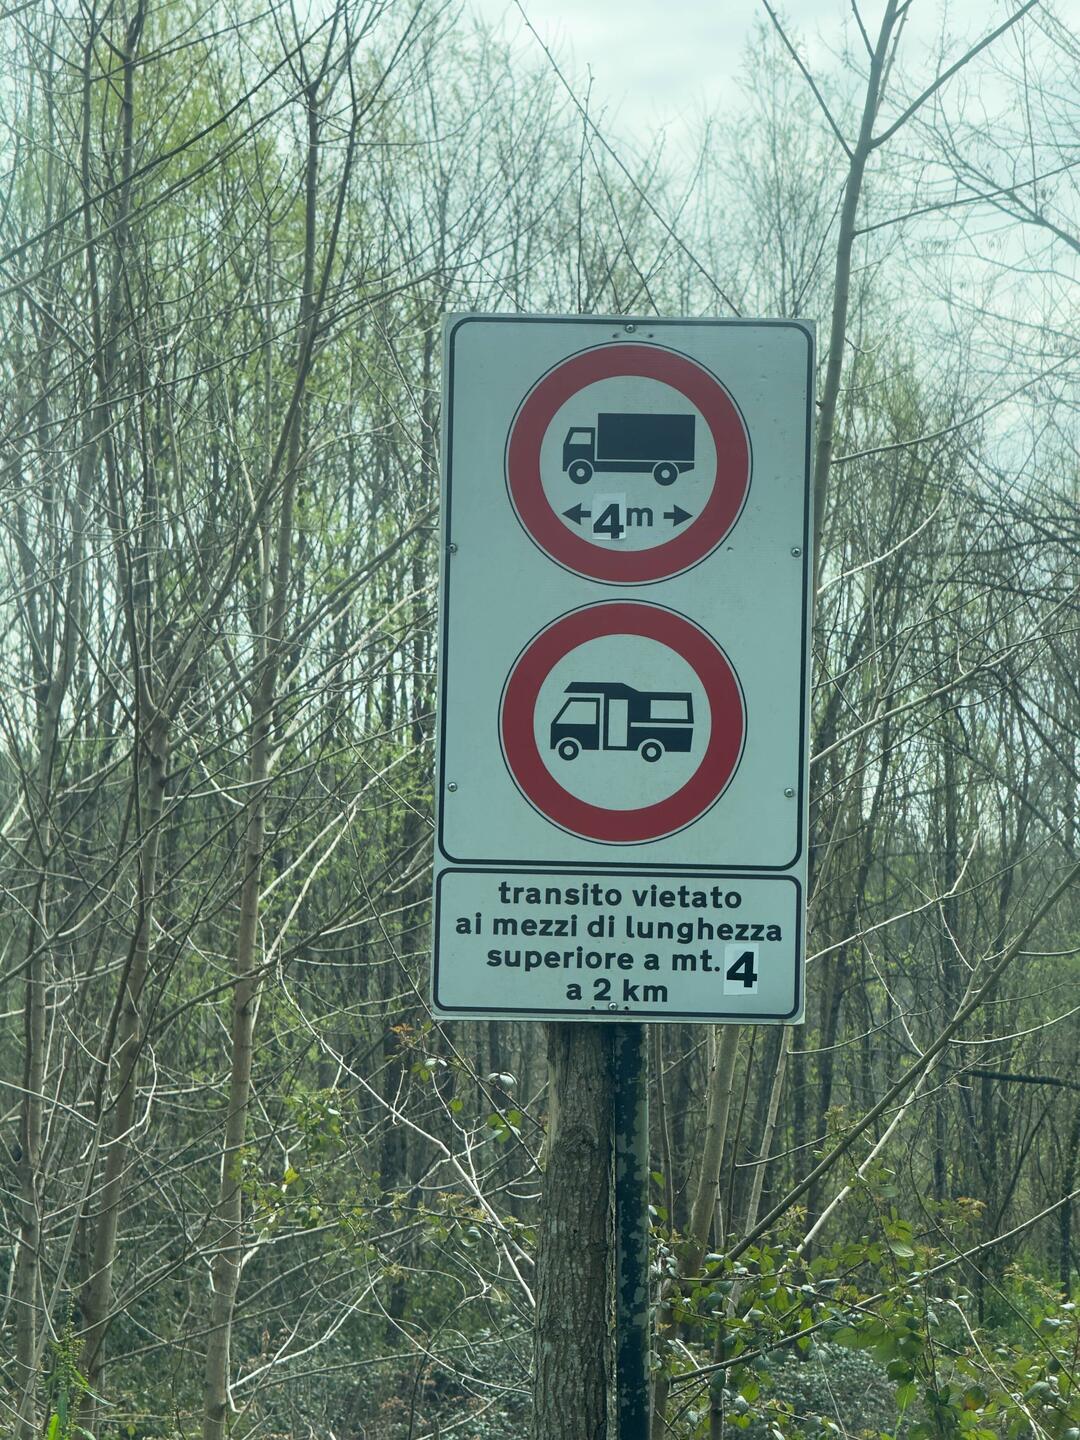 4m
transito vietato
ai mezzi di lunghezza
superiore a mt. 4
a 2 km